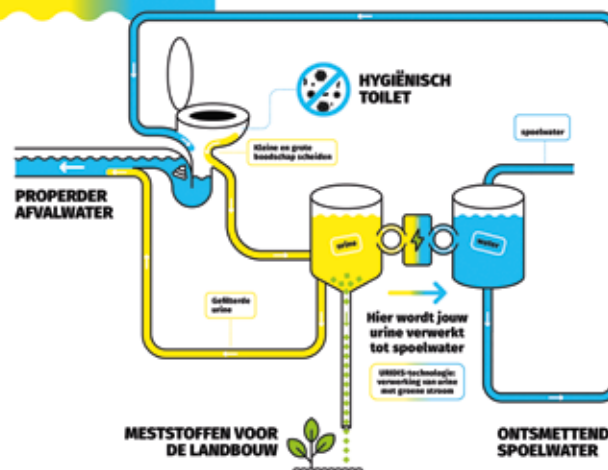 HYGIËNISCH
TOILET
Kleine en grote
boodschap scheiden
spoelwater
PROPERDER
AFVALWATER
urine
water
Gefilterde
urine
Hier wordt jouw
urine verwerkt
tot spoelwater
URIDIS-technologie:
verwerking van urine
met groene stroom
MESTSTOFFEN VOOR
DE LANDBOUW
ONTSMETTEND
SPOELWATER